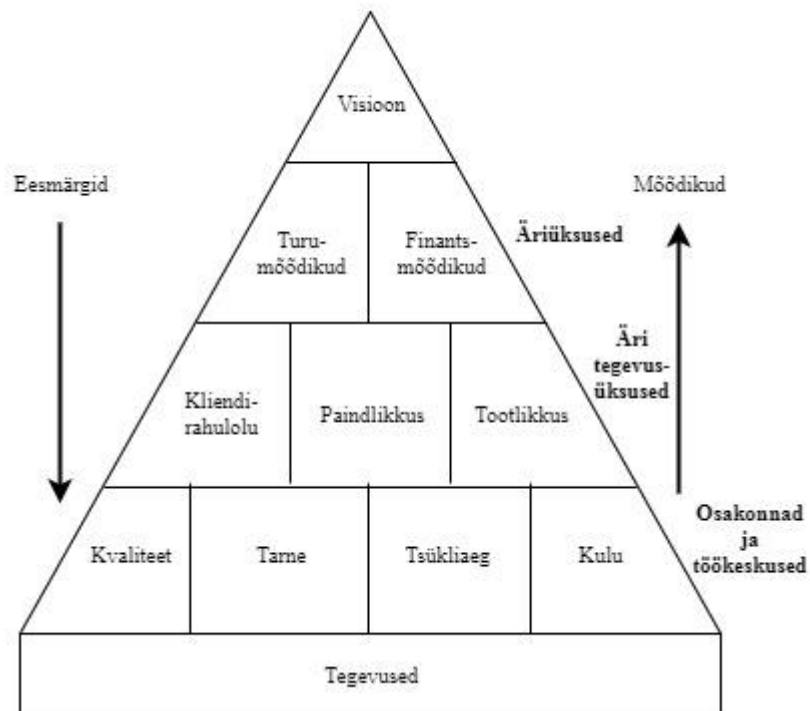 Visioon
Eesmärgid
Mõõdikud
Turu-
mõõdikud
Finants-
mõõdikud
Äriüksused
Äri
tegevus-
üksused
Kliendi-
rahulolu
Paindlikkus
Tootlikkus
Osakonnad
ja
töökeskused
Kvaliteet
Tarne
Tsükliaeg
Kulu
Tegevused